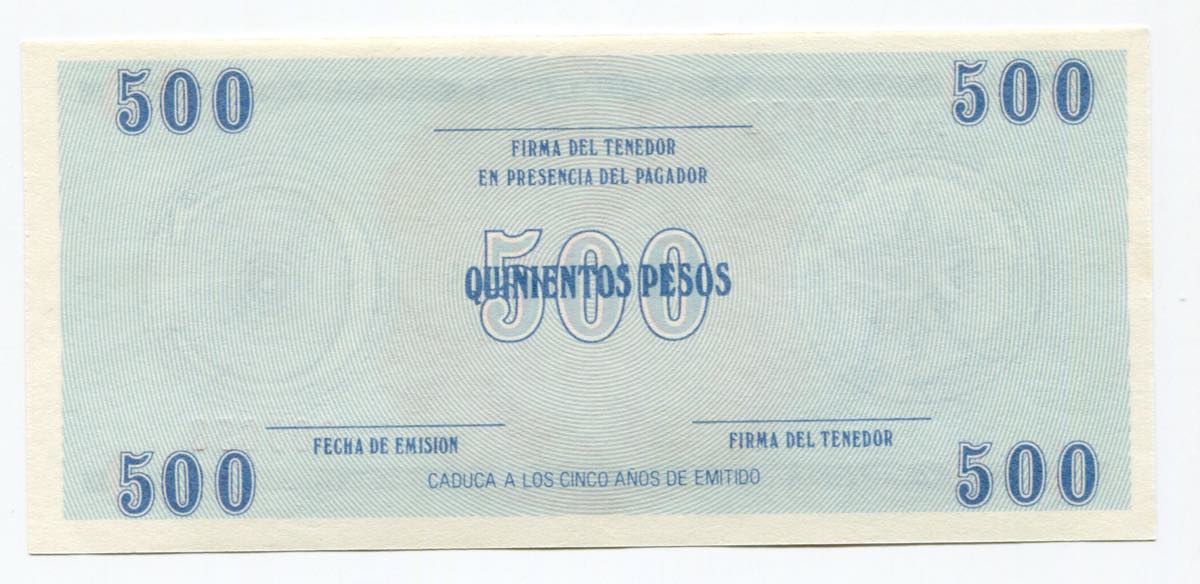 500 500
FIRMA DEL TENEDOR
EN PRESENCIA DEL PAGADOR
500
QUINIENTOS PESOS
FECHA DE EMISION FIRMA DEL TENEDOR
CADUCA A LOS CINCO AÑOS DE EMITIDO
500 500